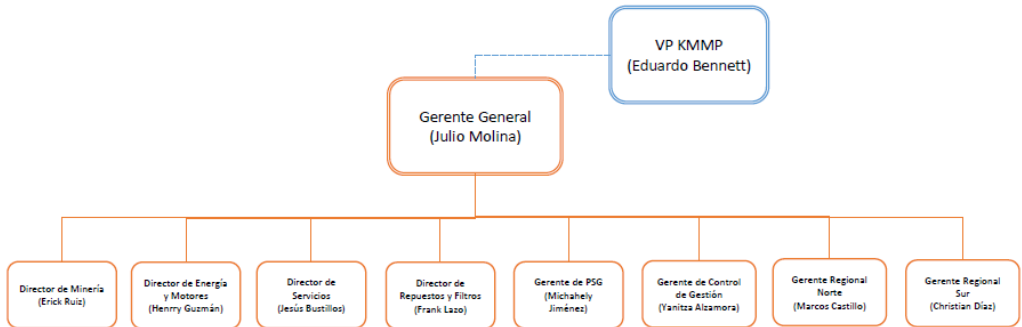 VP KMMP
(Eduardo Bennett)
Gerente General
(Julio Molina)
Director de Minería
(Erick Ruiz)
Director de Energía
y Motores
(Henrry Guzmán)
Director de
Servicios
(Jesús Bustillos)
Director de
Repuestos y Filtros
(Frank Lazo)
Gerente de PSG
(Michahely
Jiménez)
Gerente de Control
de Gestión
(Yanitza Alzamora)
Gerente Regional
Norte
(Marcos Castillo)
Gerente Regional
Sur
(Christian Díaz)